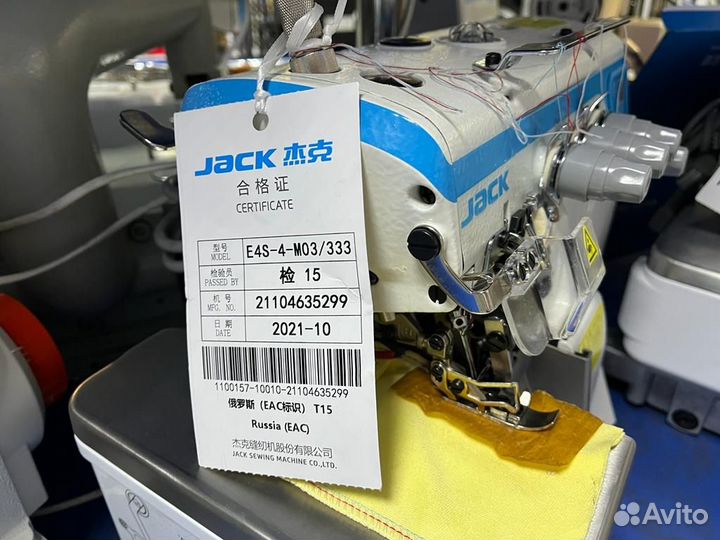 JACK 杰克
合格证
CERTIFICATE
型号 MODEL E4S-4-M03/333
检验员 PASSED BY 检 15
机号 MFG. NO. 21104635299
日期 DATE 2021-10
1100157-10010-21104635299
俄罗斯（EAC标识） T15
Russia (EAC)
杰克缝纫机股份有限公司
JACK SEWING MACHINE CO.,LTD.
JACK
Avito